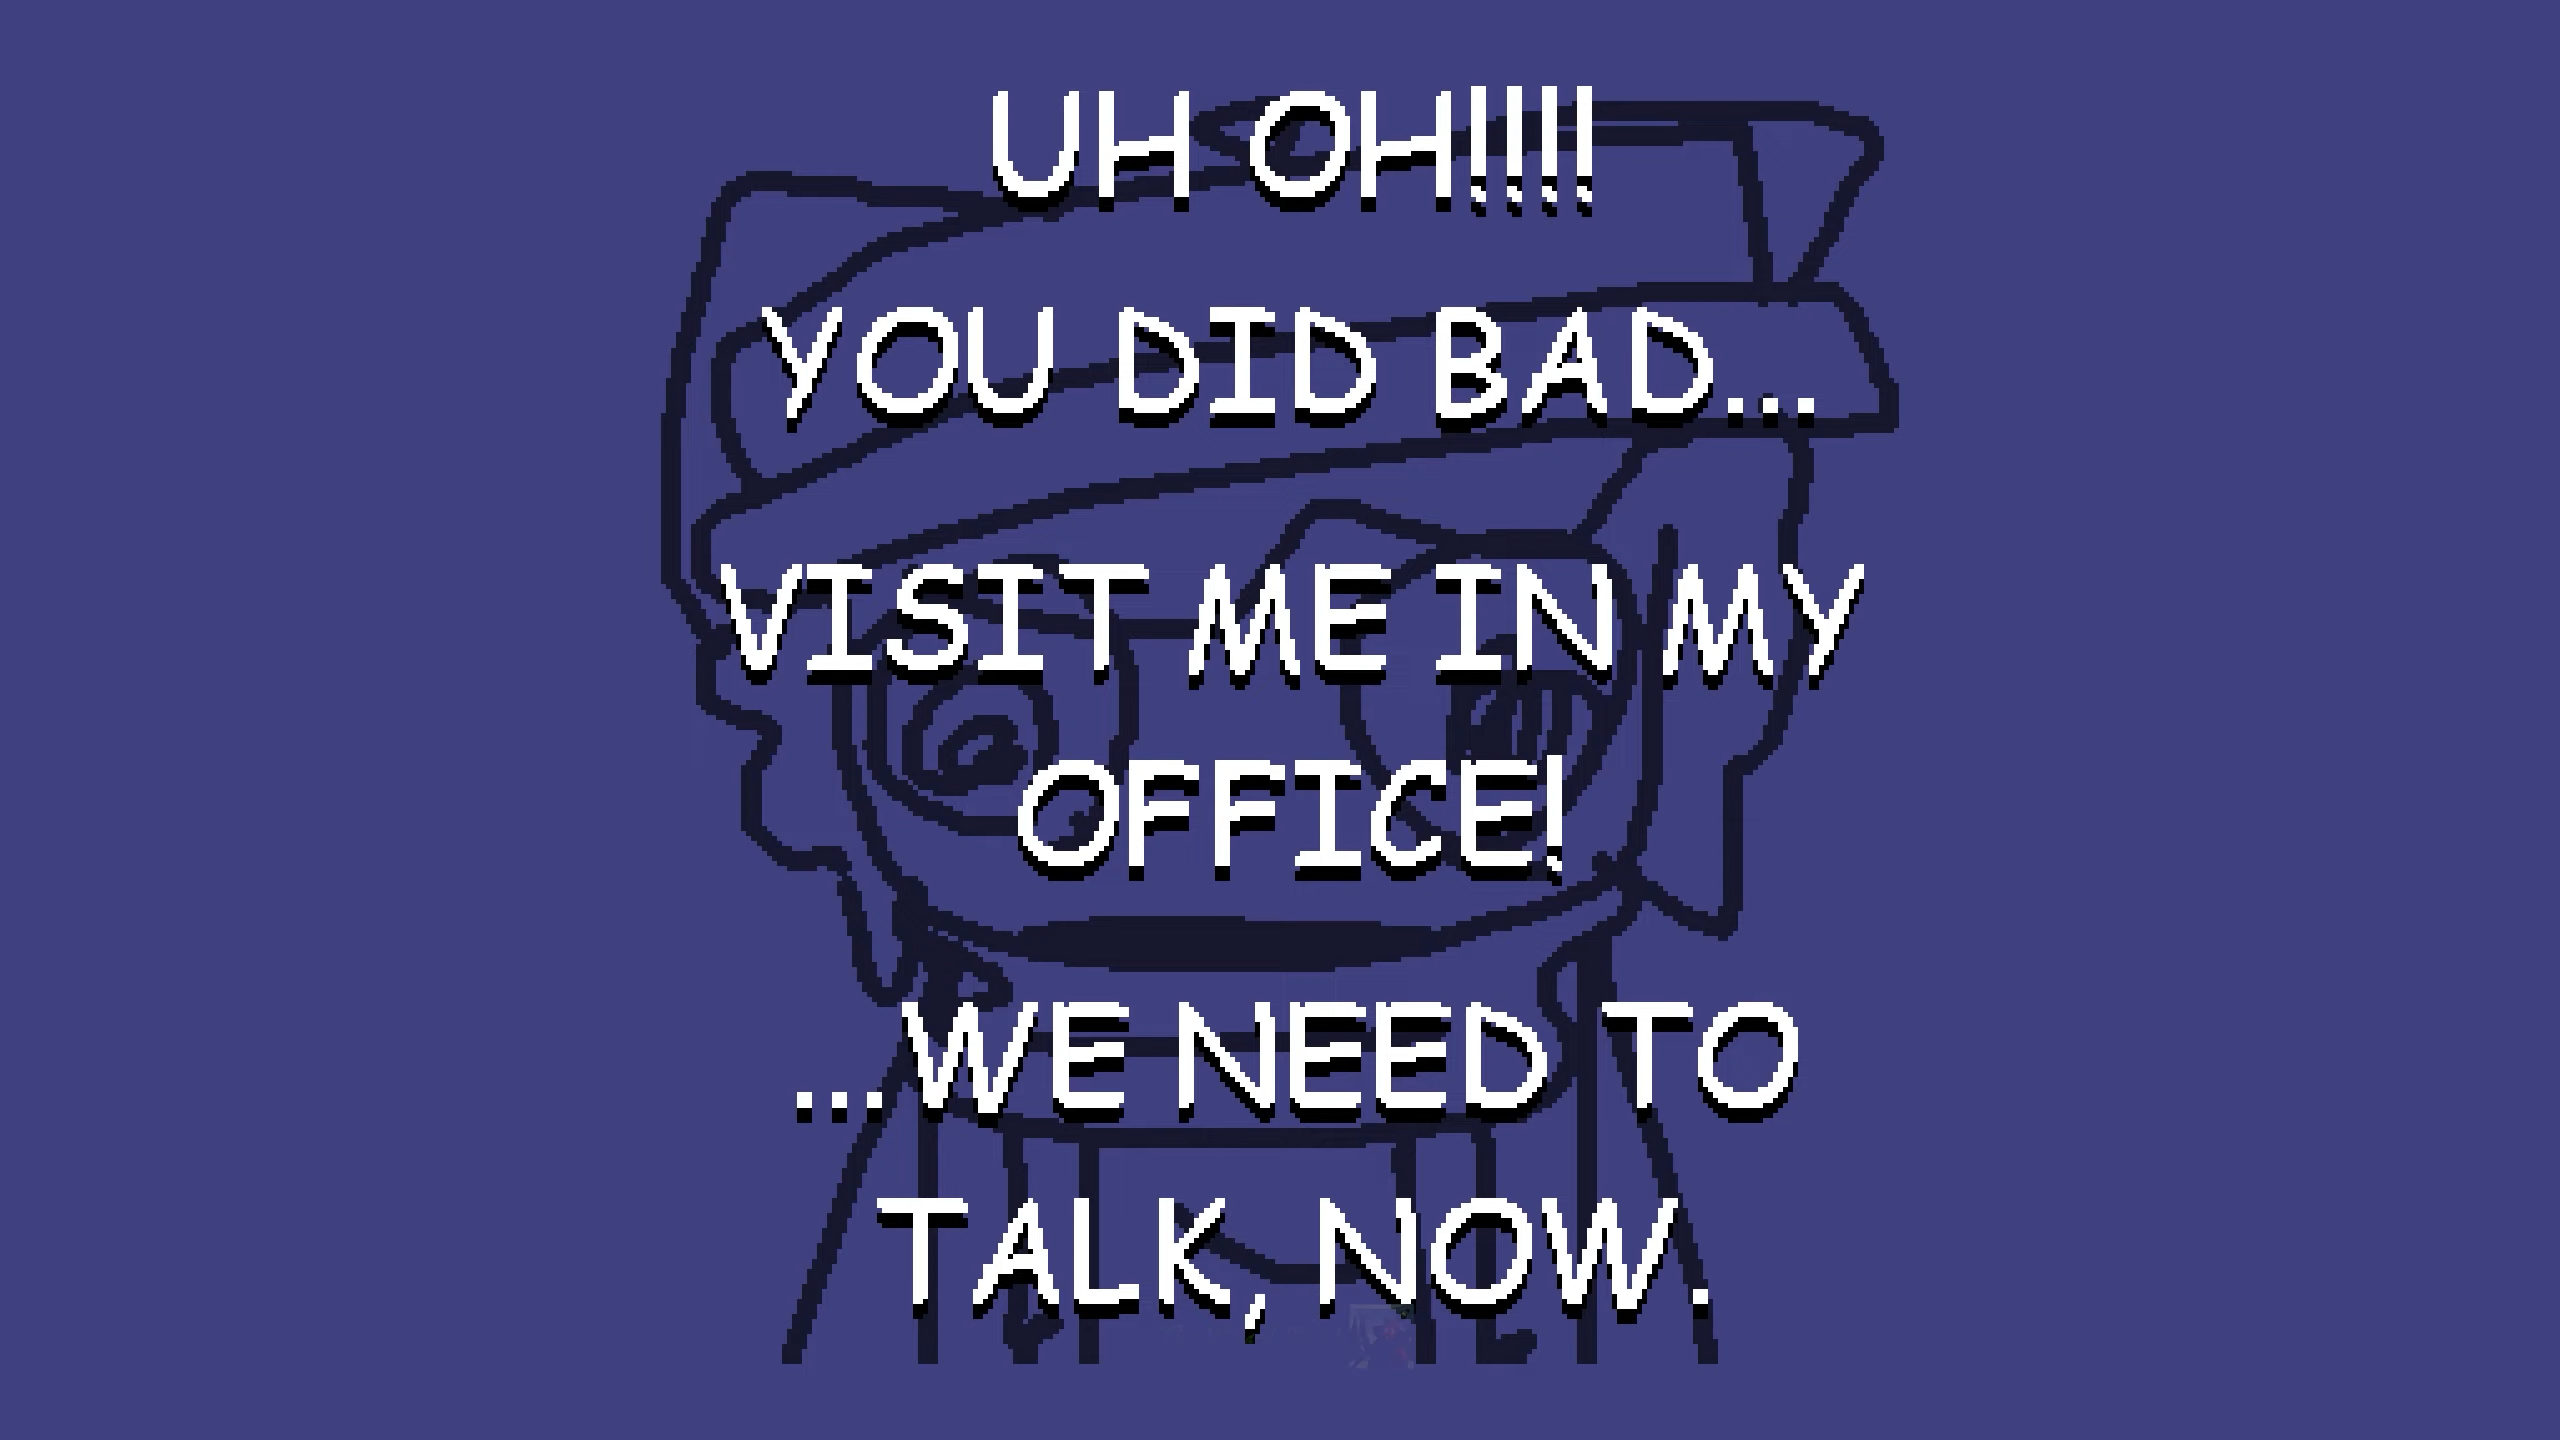 UH OH!!!!
YOU DID BAD...
VISIT ME IN MY
OFFICE!
...WE NEED TO
TALK, NOW.